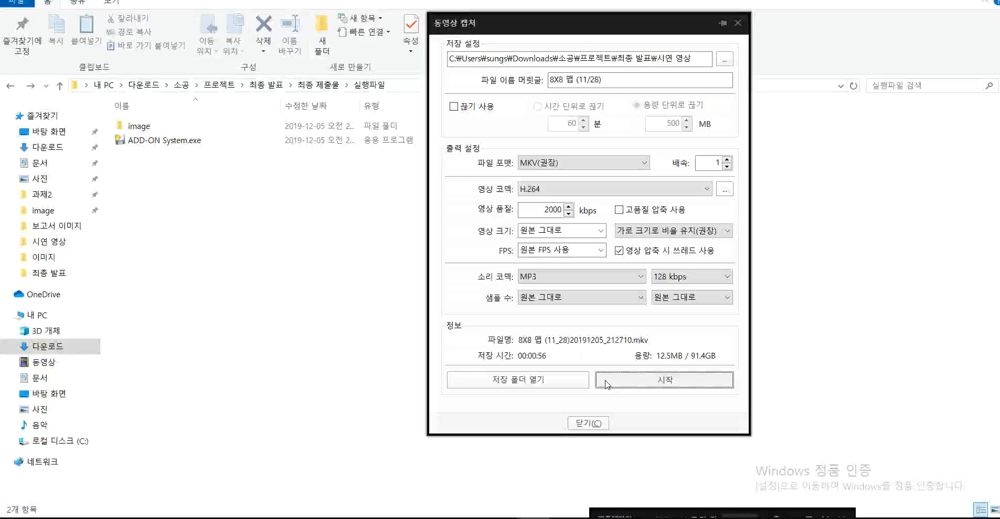 파일 홈 공유 보기
즐겨찾기에 고정
복사
붙여넣기
잘라내기
경로 복사
바로 가기 붙여넣기
이동 위치
복사 위치
삭제
이름 바꾸기
새 폴더
새 항목
빠른 연결
속성
클립보드
구성
새로 만들기
내 PC > 다운로드 > 소공 > 프로젝트 > 최종 발표 > 최종 제출물 > 실행파일
실행파일 검색
이름 수정한 날짜 유형
image 2019-12-05 오전 2... 파일 폴더
ADD-ON System.exe 2019-12-05 오전 2... 응용 프로그램
즐겨찾기
바탕 화면
다운로드
문서
사진
과제2
image
보고서 이미지
시연 영상
이미지
최종 발표
OneDrive
내 PC
3D 개체
다운로드
동영상
문서
바탕 화면
사진
음악
로컬 디스크 (C:)
네트워크
2개 항목
동영상 캡처
저장 설정
C:₩Users₩sungs₩Downloads₩소공₩프로젝트₩최종 발표₩시연 영상 ...
파일 이름 머릿글: 8X8 맵 (11/28)
끊기 사용 시간 단위로 끊기 용량 단위로 끊기
60 분 500 MB
출력 설정
파일 포맷: MKV(권장) 배속: 1
영상 코덱: H.264 ...
영상 품질: 2000 kbps 고품질 압축 사용
영상 크기: 원본 그대로 가로 크기로 비율 유지(권장)
FPS: 원본 FPS 사용 영상 압축 시 쓰레드 사용
소리 코덱: MP3 128 kbps
샘플 수: 원본 그대로 원본 그대로
정보
파일명: 8X8 맵 (11_28)20191205_212710.mkv
저장 시간: 00:00:56 용량: 12.5MB / 91.4GB
저장 폴더 열기 시작
닫기(C)
Windows 정품 인증
[설정]으로 이동하여 Windows를 정품 인증합니다.